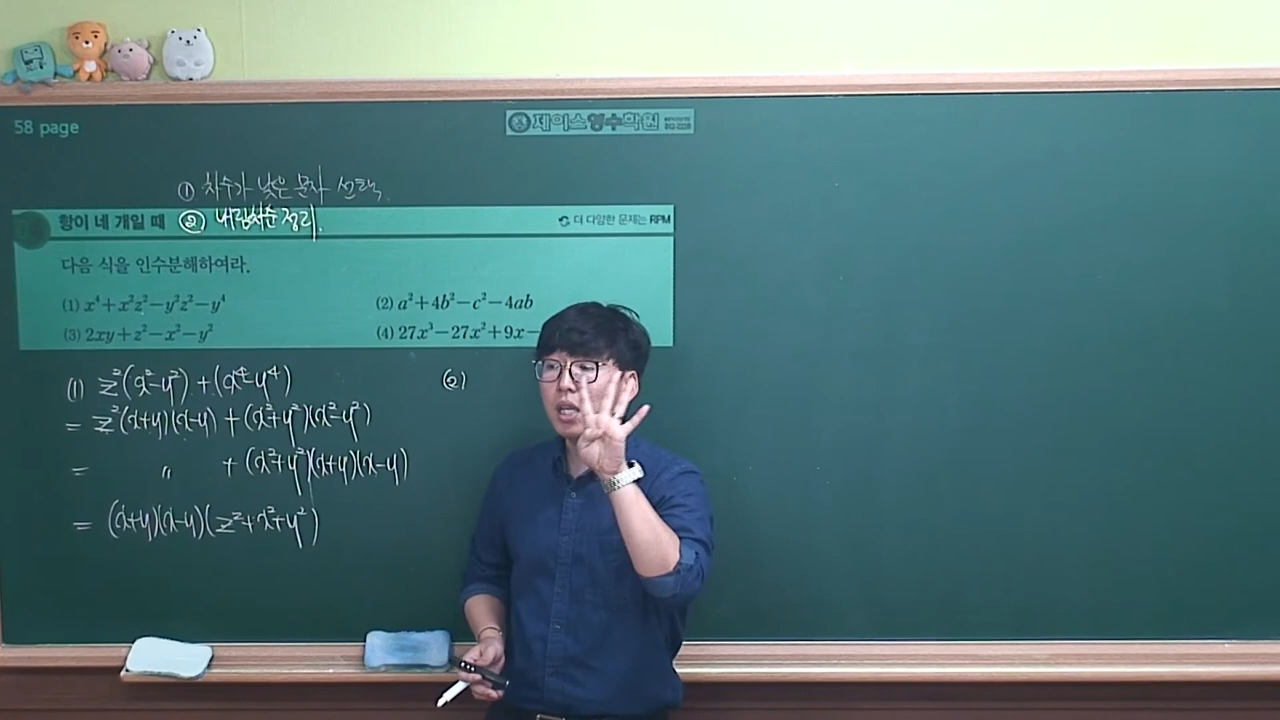 58 page
제이스영수학원
① 차수가 낮은 문자 선택.
항이 네 개일 때
② 내림차순 정리.
더 다양한 문제는 RPM
다음 식을 인수분해하여라.
(1) x⁴+x²z²−y²z²−y⁴
(2) a²+4b²−c²−4ab
(3) 2xy+z²−x²−y²
(4) 27x³−27x²+9x−
(1) z²(x²−y²)+(x⁴−y⁴)
(2)
= z²(x+y)(x−y)+(x²+y²)(x²−y²)
= 〃 +(x²+y²)(x+y)(x−y)
= (x+y)(x−y)(z²+x²+y²)